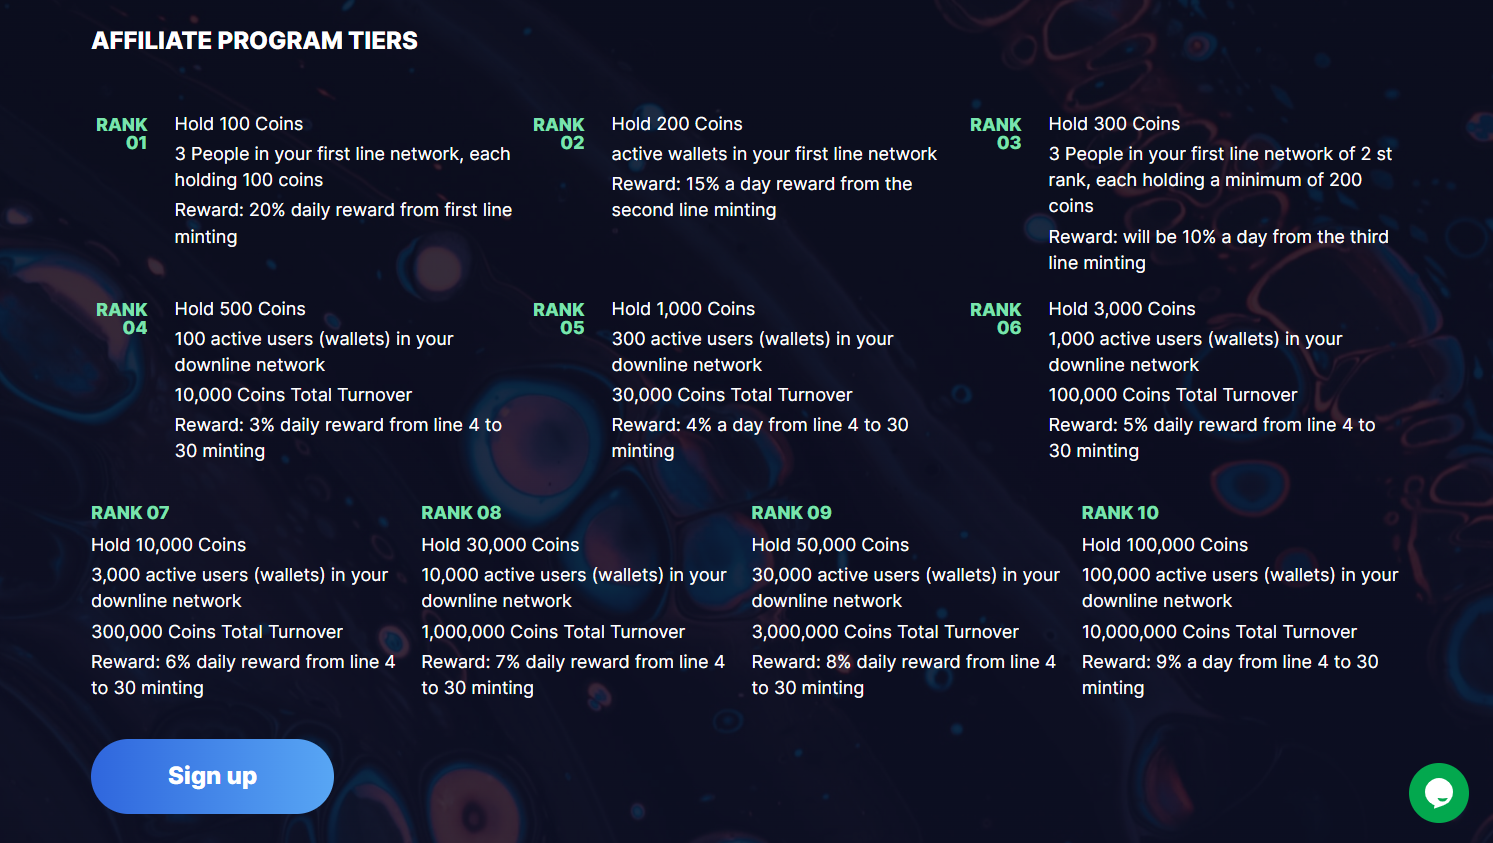 AFFILIATE PROGRAM TIERS
RANK
01
Hold 100 Coins
3 People in your first line network, each
holding 100 coins
Reward: 20% daily reward from first line
minting
RANK
02
Hold 200 Coins
active wallets in your first line network
Reward: 15% a day reward from the
second line minting
RANK
03
Hold 300 Coins
3 People in your first line network of 2 st
rank, each holding a minimum of 200
coins
Reward: will be 10% a day from the third
line minting
RANK
04
Hold 500 Coins
100 active users (wallets) in your
downline network
10,000 Coins Total Turnover
Reward: 3% daily reward from line 4 to
30 minting
RANK
05
Hold 1,000 Coins
300 active users (wallets) in your
downline network
30,000 Coins Total Turnover
Reward: 4% a day from line 4 to 30
minting
RANK
06
Hold 3,000 Coins
1,000 active users (wallets) in your
downline network
100,000 Coins Total Turnover
Reward: 5% daily reward from line 4 to
30 minting
RANK 07
Hold 10,000 Coins
3,000 active users (wallets) in your
downline network
300,000 Coins Total Turnover
Reward: 6% daily reward from line 4
to 30 minting
RANK 08
Hold 30,000 Coins
10,000 active users (wallets) in your
downline network
1,000,000 Coins Total Turnover
Reward: 7% daily reward from line 4
to 30 minting
RANK 09
Hold 50,000 Coins
30,000 active users (wallets) in your
downline network
3,000,000 Coins Total Turnover
Reward: 8% daily reward from line 4
to 30 minting
RANK 10
Hold 100,000 Coins
100,000 active users (wallets) in your
downline network
10,000,000 Coins Total Turnover
Reward: 9% a day from line 4 to 30
minting
Sign up